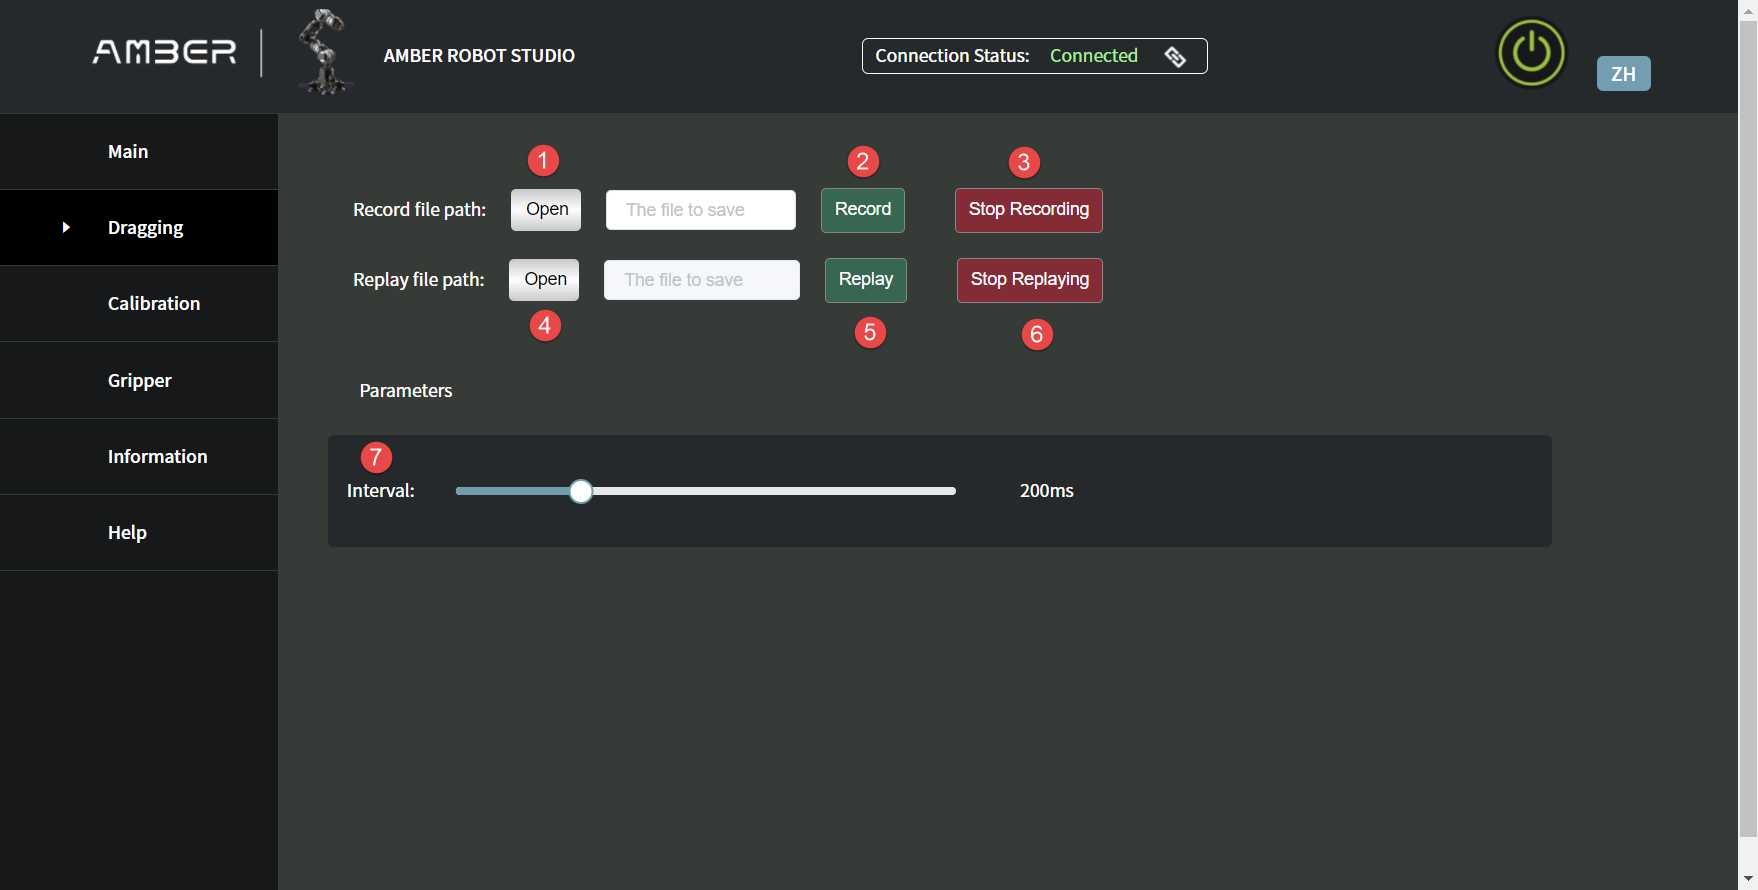 AMBER
AMBER ROBOT STUDIO
Connection Status: Connected
ZH
Main
Dragging
Calibration
Gripper
Information
Help
1 2 3
Record file path: Open The file to save Record Stop Recording
Replay file path: Open The file to save Replay Stop Replaying
4 5 6
Parameters
7
Interval: 200ms